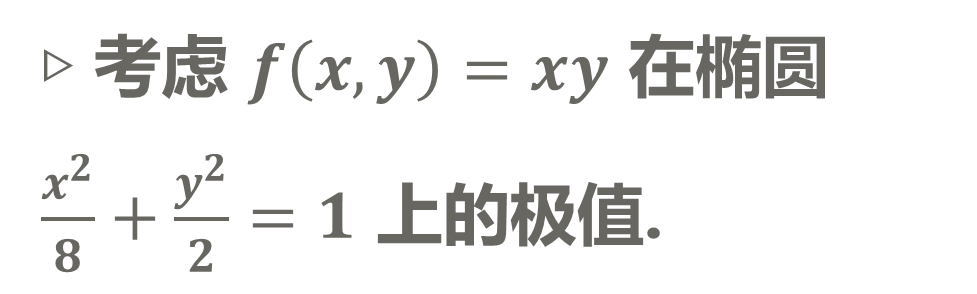 ▷ 考虑 f(x, y) = xy 在椭圆
x²/8 + y²/2 = 1 上的极值.